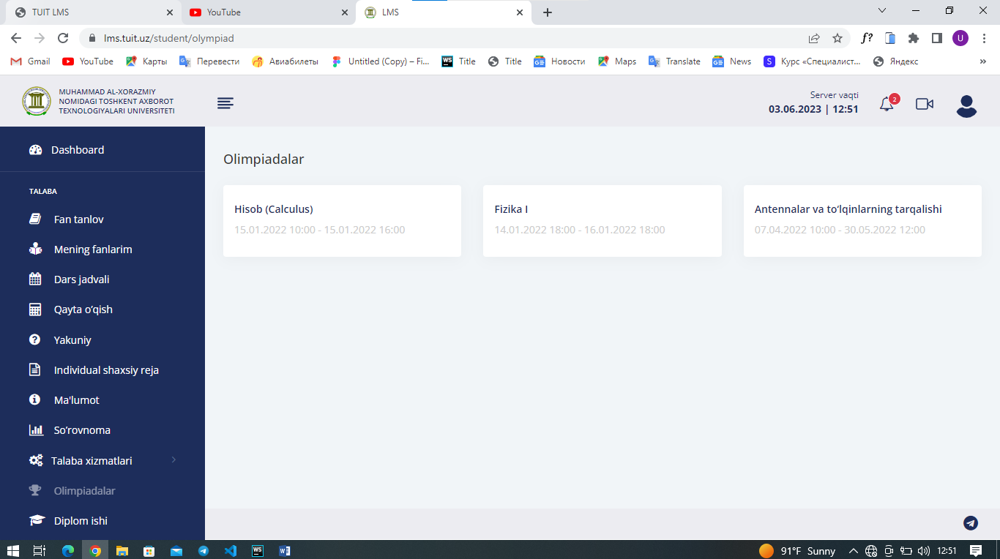 TUIT LMS
YouTube
LMS
lms.tuit.uz/student/olympiad
f?
U
Gmail
YouTube
Карты
Перевести
Авиабилеты
Untitled (Copy) – Fi...
WS Title
Title
Новости
Maps
Translate
News
S Курс «Специалист...
Яндекс
»
MUHAMMAD AL-XORAZMIY
NOMIDAGI TOSHKENT AXBOROT
TEXNOLOGIYALARI UNIVERSITETI
Server vaqti
03.06.2023 | 12:51
2
Dashboard
TALABA
Fan tanlov
Mening fanlarim
Dars jadvali
Qayta o‘qish
Yakuniy
Individual shaxsiy reja
Ma'lumot
So‘rovnoma
Talaba xizmatlari
Olimpiadalar
Diplom ishi
Olimpiadalar
Hisob (Calculus)
15.01.2022 10:00 - 15.01.2022 16:00
Fizika I
14.01.2022 18:00 - 16.01.2022 18:00
Antennalar va to‘lqinlarning tarqalishi
07.04.2022 10:00 - 30.05.2022 12:00
WS
W
91°F Sunny
12:51